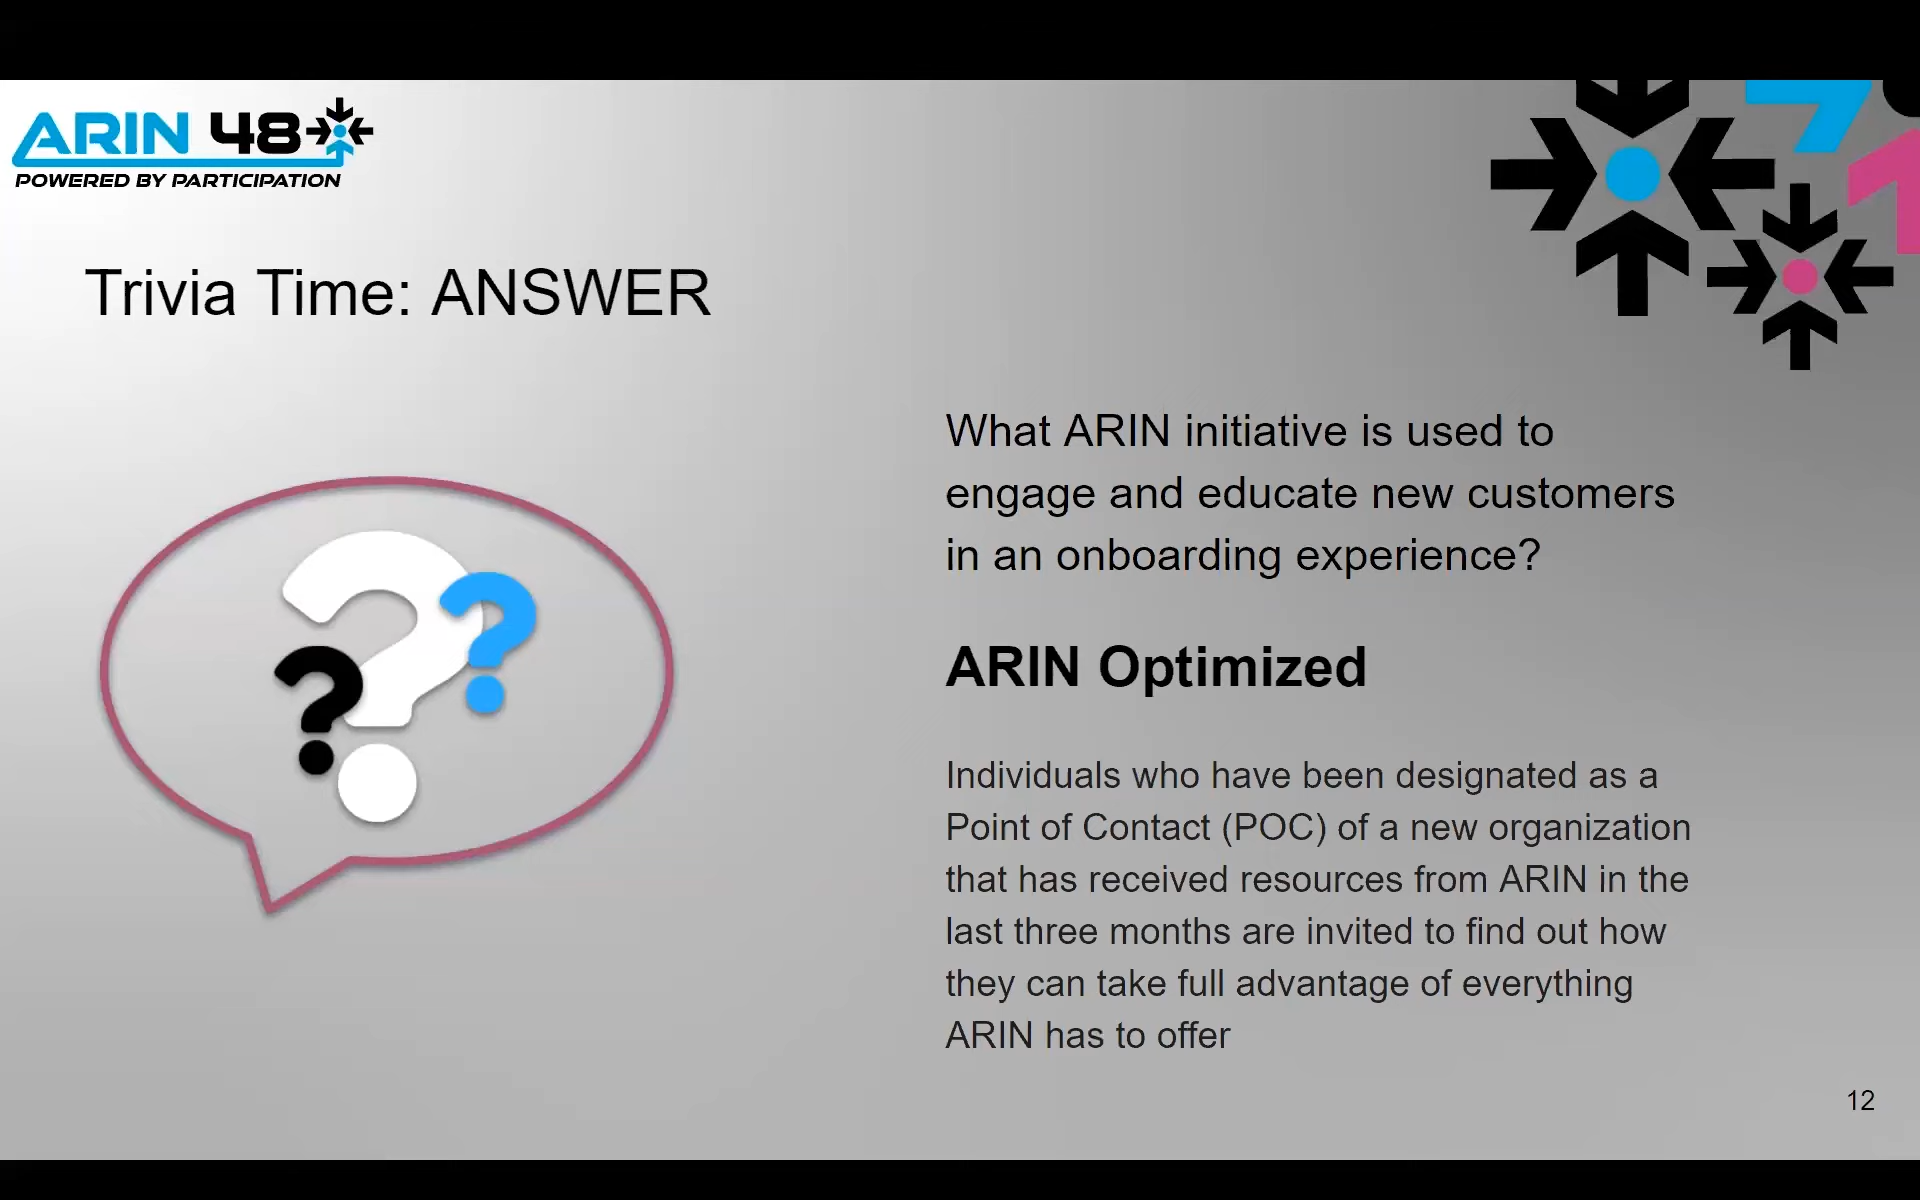 ARIN 48
POWERED BY PARTICIPATION
Trivia Time: ANSWER
What ARIN initiative is used to
engage and educate new customers
in an onboarding experience?
ARIN Optimized
Individuals who have been designated as a
Point of Contact (POC) of a new organization
that has received resources from ARIN in the
last three months are invited to find out how
they can take full advantage of everything
ARIN has to offer
12